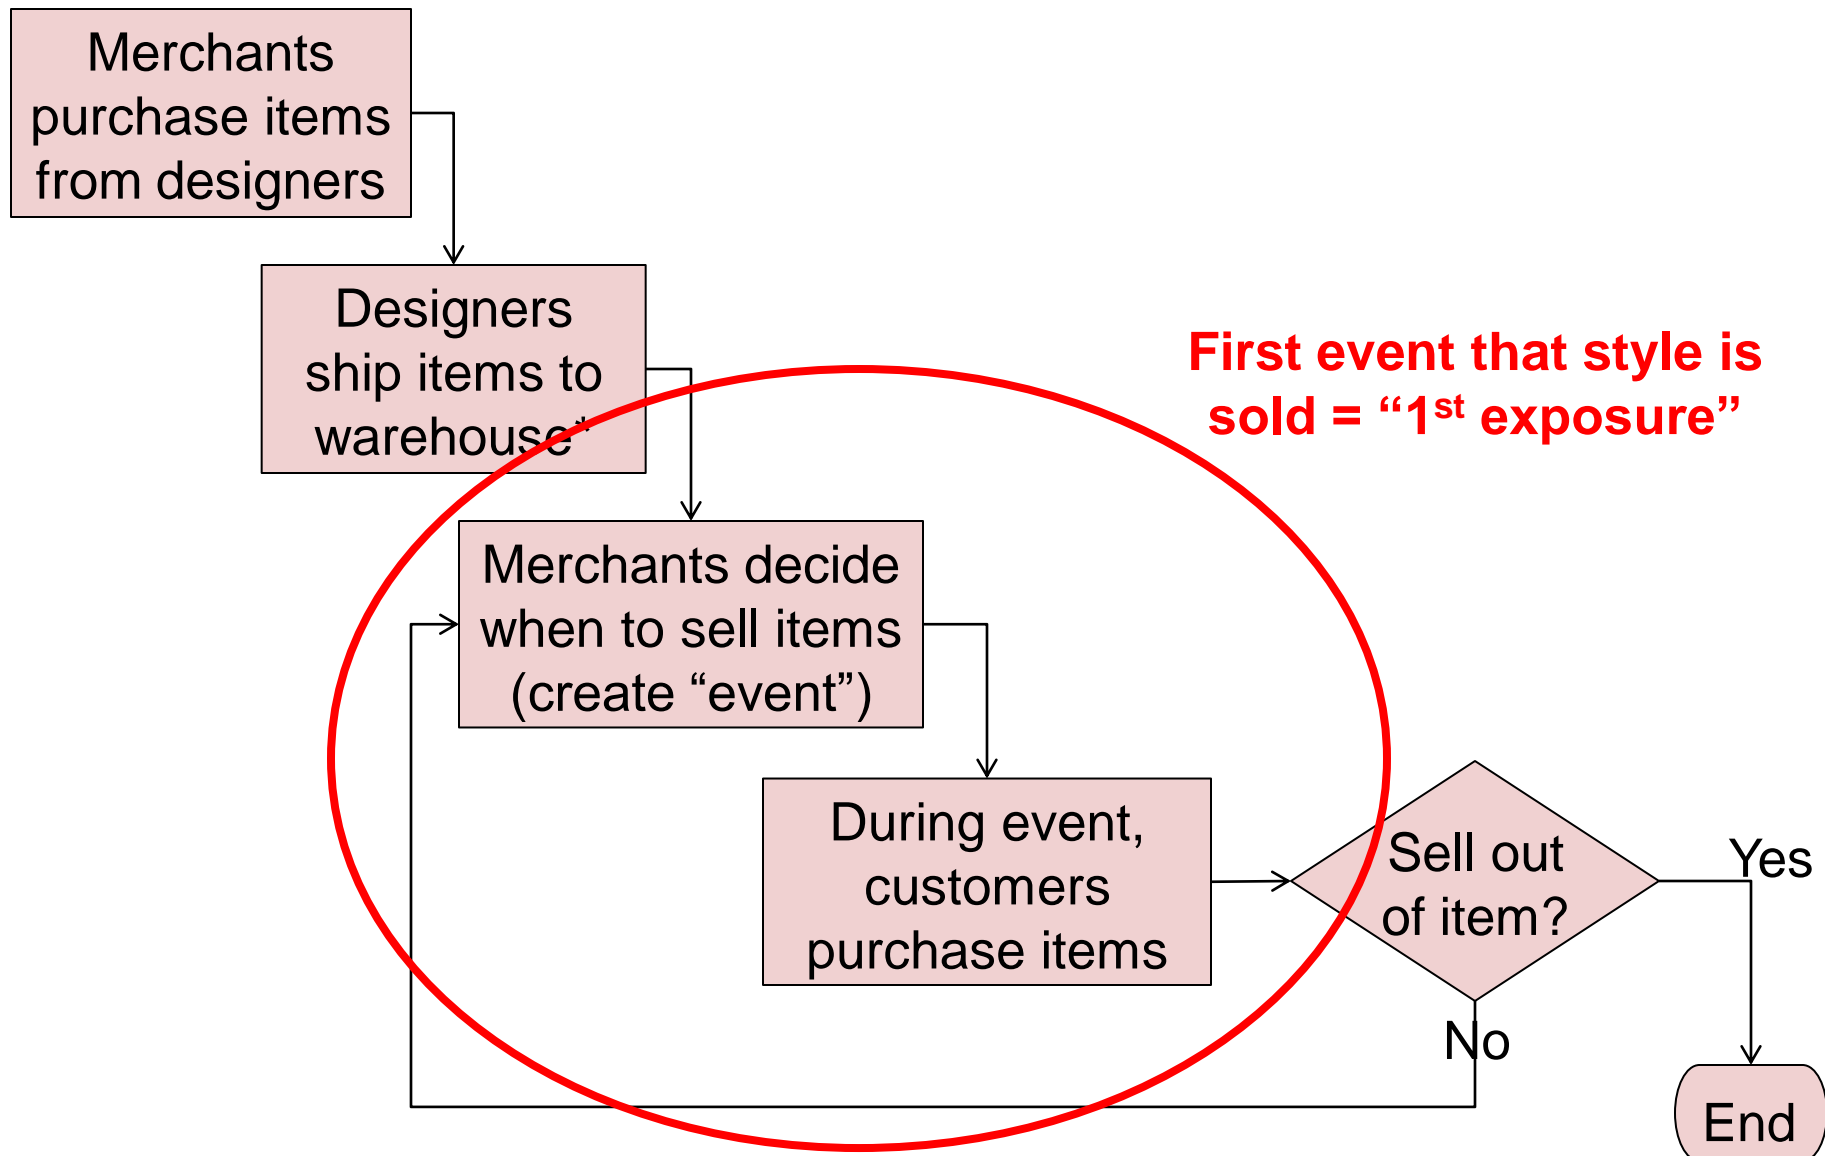 Merchants
purchase items
from designers
Designers
ship items to
warehouse*
First event that style is
sold = “1st exposure”
Merchants decide
when to sell items
(create “event”)
During event,
customers
purchase items
Sell out
of item?
Yes
No
End